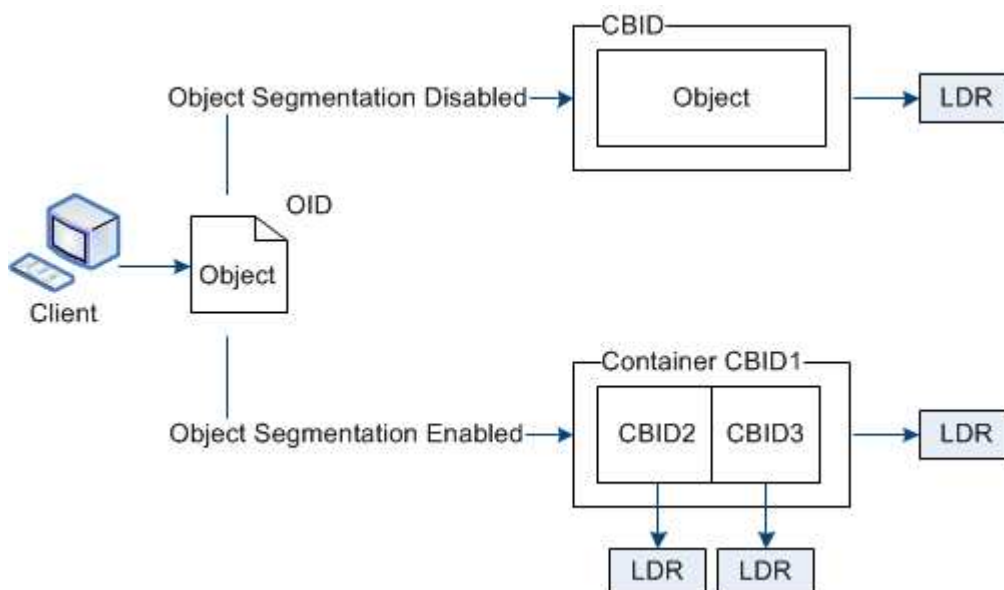 CBID
Object Segmentation Disabled
Object
LDR
OID
Object
Client
Container CBID1
Object Segmentation Enabled
CBID2
CBID3
LDR
LDR
LDR